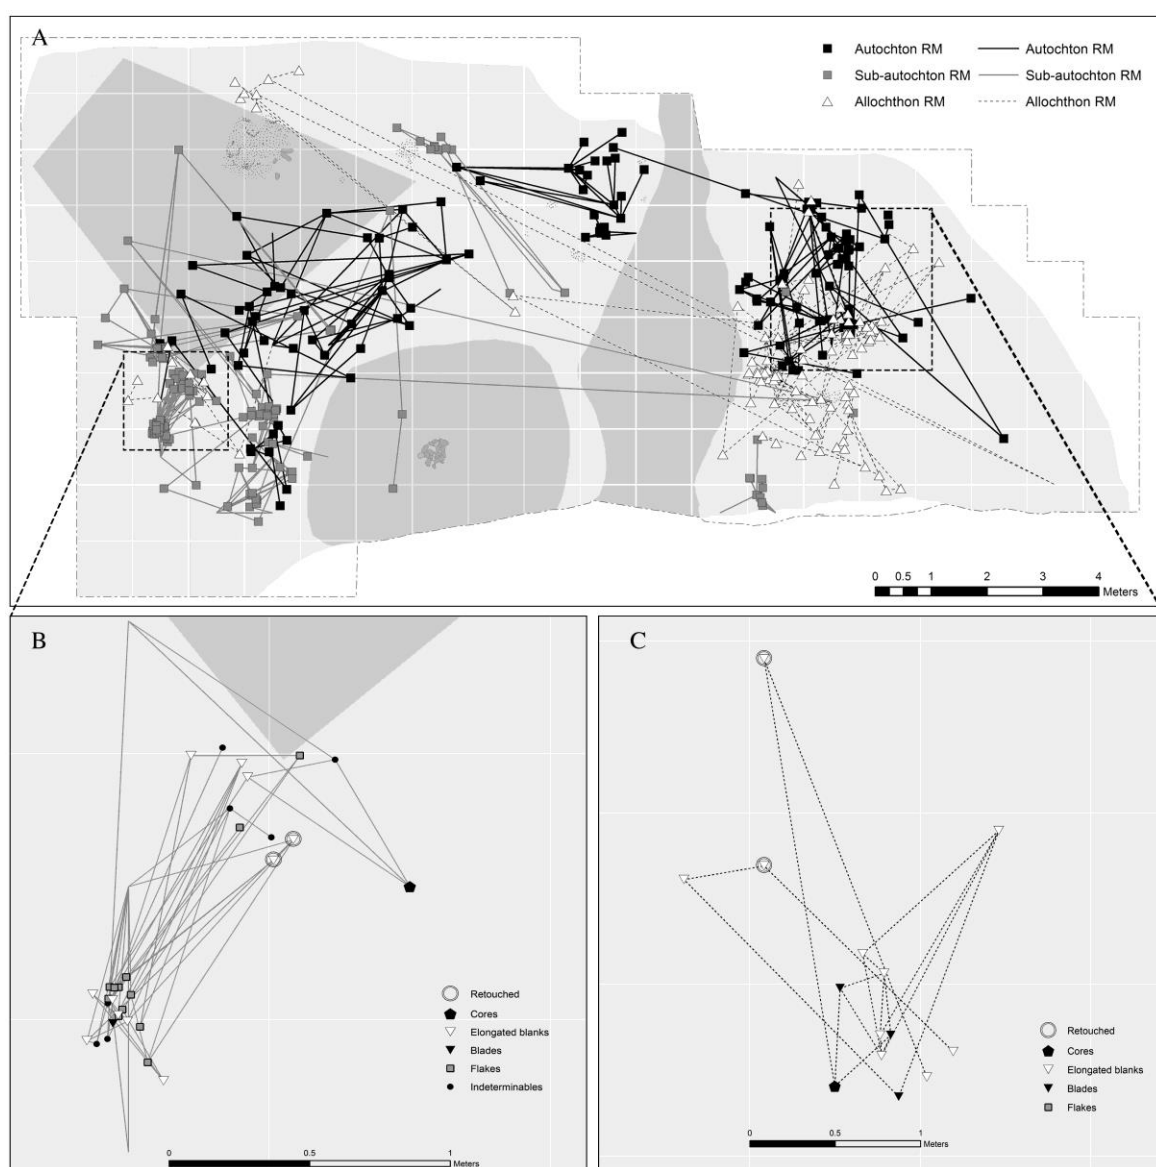 A
Autochton RM Autochton RM
Sub-autochton RM Sub-autochton RM
Allochthon RM Allochthon RM
0 0.5 1 2 3 4
Meters
B
Retouched
Cores
Elongated blanks
Blades
Flakes
Indeterminables
0 0.5 1
Meters
C
Retouched
Cores
Elongated blanks
Blades
Flakes
0 0.5 1
Meters